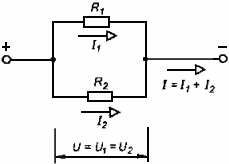 R₁
+
I₁
−
I = I₁ + I₂
R₂
I₂
U = U₁ = U₂